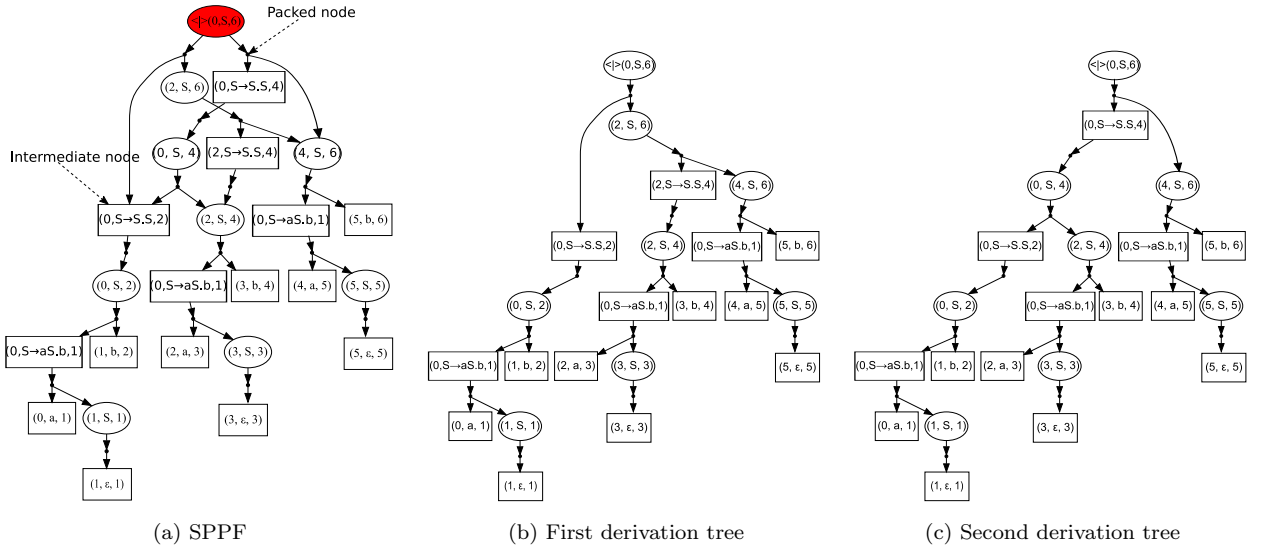 <|>(0,S,6)
Packed node
(2, S, 6)
(0,S→S.S,4)
Intermediate node
(0, S, 4)
(2,S→S.S,4)
(4, S, 6)
(0,S→S.S,2)
(2, S, 4)
(0,S→aS.b,1)
(5, b, 6)
(0, S, 2)
(0,S→aS.b,1)
(3, b, 4)
(4, a, 5)
(5, S, 5)
(0,S→aS.b,1)
(1, b, 2)
(2, a, 3)
(3, S, 3)
(5, ε, 5)
(0, a, 1)
(1, S, 1)
(3, ε, 3)
(1, ε, 1)
(a) SPPF
<|>(0,S,6)
(2, S, 6)
(2,S→S.S,4)
(4, S, 6)
(0,S→S.S,2)
(2, S, 4)
(0,S→aS.b,1)
(5, b, 6)
(0, S, 2)
(0,S→aS.b,1)
(3, b, 4)
(4, a, 5)
(5, S, 5)
(0,S→aS.b,1)
(1, b, 2)
(2, a, 3)
(3, S, 3)
(5, ε, 5)
(0, a, 1)
(1, S, 1)
(3, ε, 3)
(1, ε, 1)
(b) First derivation tree
<|>(0,S,6)
(0,S→S.S,4)
(0, S, 4)
(4, S, 6)
(0,S→S.S,2)
(2, S, 4)
(0,S→aS.b,1)
(5, b, 6)
(0, S, 2)
(0,S→aS.b,1)
(3, b, 4)
(4, a, 5)
(5, S, 5)
(0,S→aS.b,1)
(1, b, 2)
(2, a, 3)
(3, S, 3)
(5, ε, 5)
(0, a, 1)
(1, S, 1)
(3, ε, 3)
(1, ε, 1)
(c) Second derivation tree